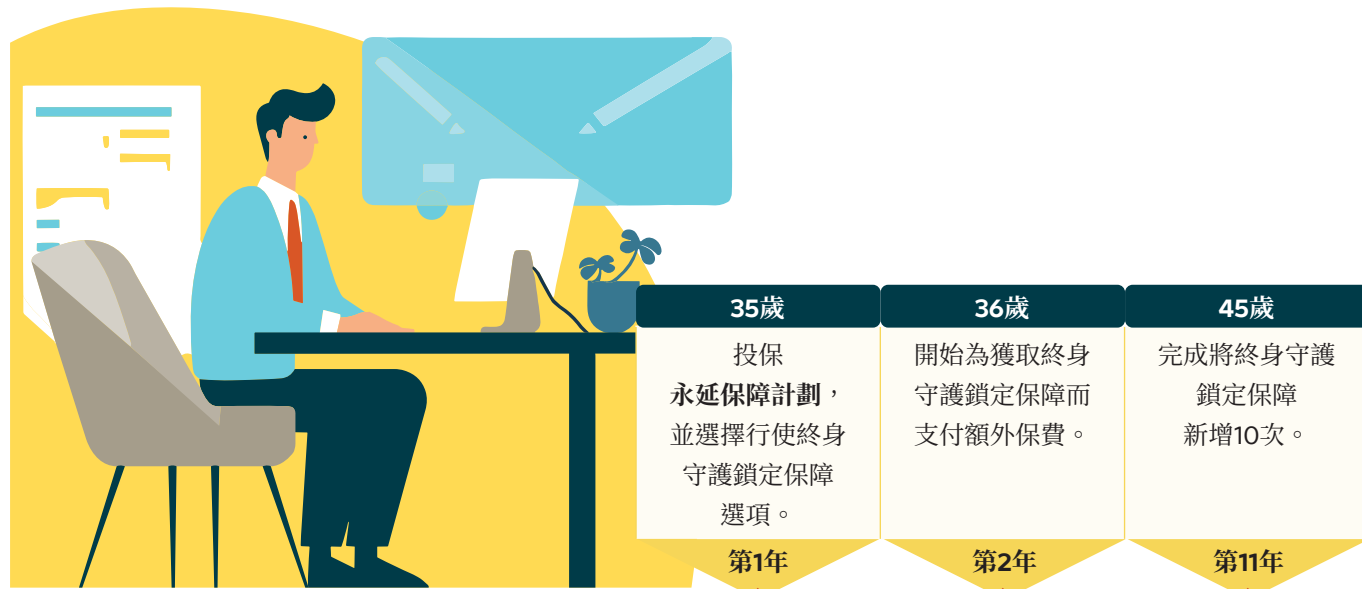 35歲
投保
永延保障計劃，
並選擇行使終身
守護鎖定保障
選項。
第1年
36歲
開始為獲取終身
守護鎖定保障而
支付額外保費。
第2年
45歲
完成將終身守護
鎖定保障
新增10次。
第11年